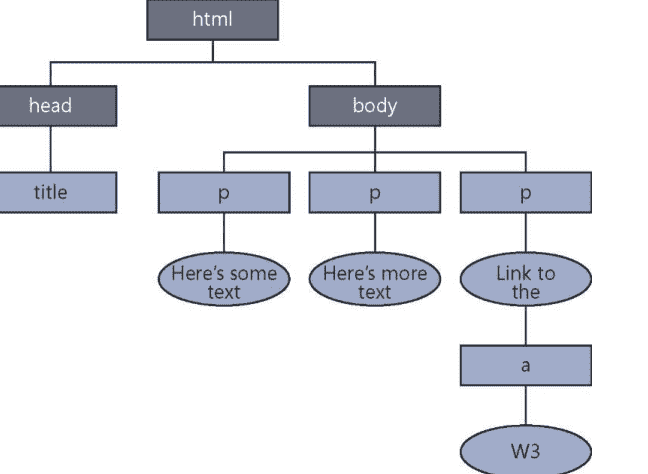 html
head
body
title
p
p
p
Here's some
text
Here's more
text
Link to
the
a
W3